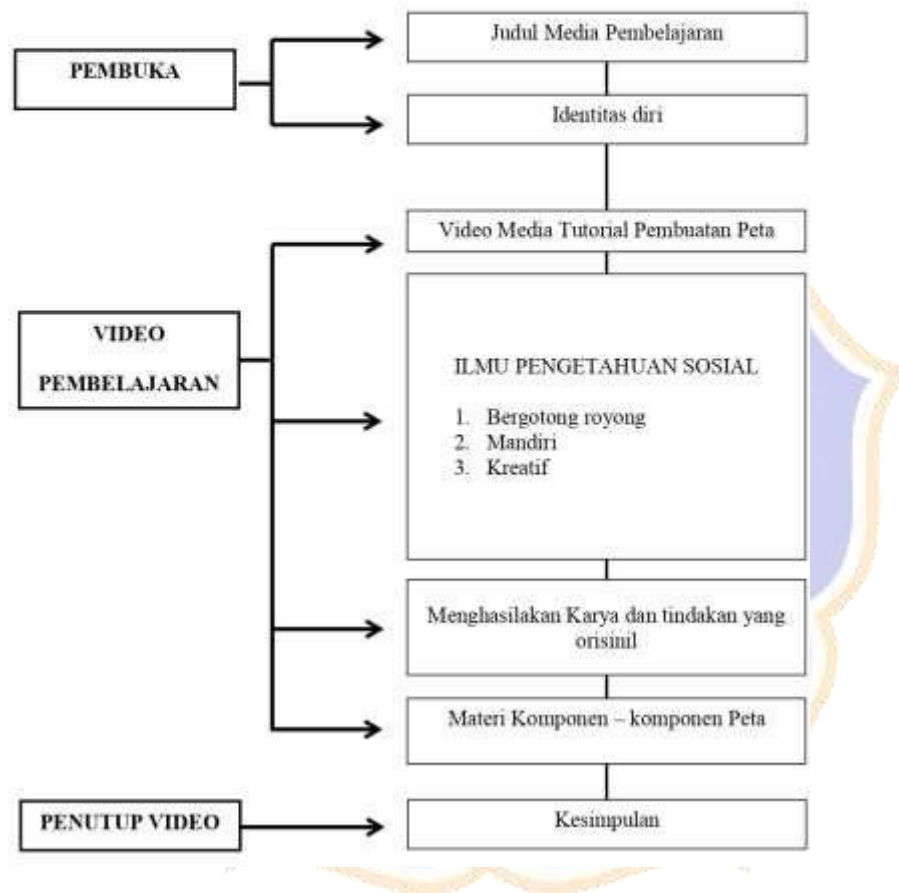 PEMBUKA
Judul Media Pembelajaran
Identitas diri
VIDEO
PEMBELAJARAN
Video Media Tutorial Pembuatan Peta
ILMU PENGETAHUAN SOSIAL
1. Bergotong royong
2. Mandiri
3. Kreatif
Menghasilakan Karya dan tindakan yang
orisinil
Materi Komponen – komponen Peta
PENUTUP VIDEO
Kesimpulan